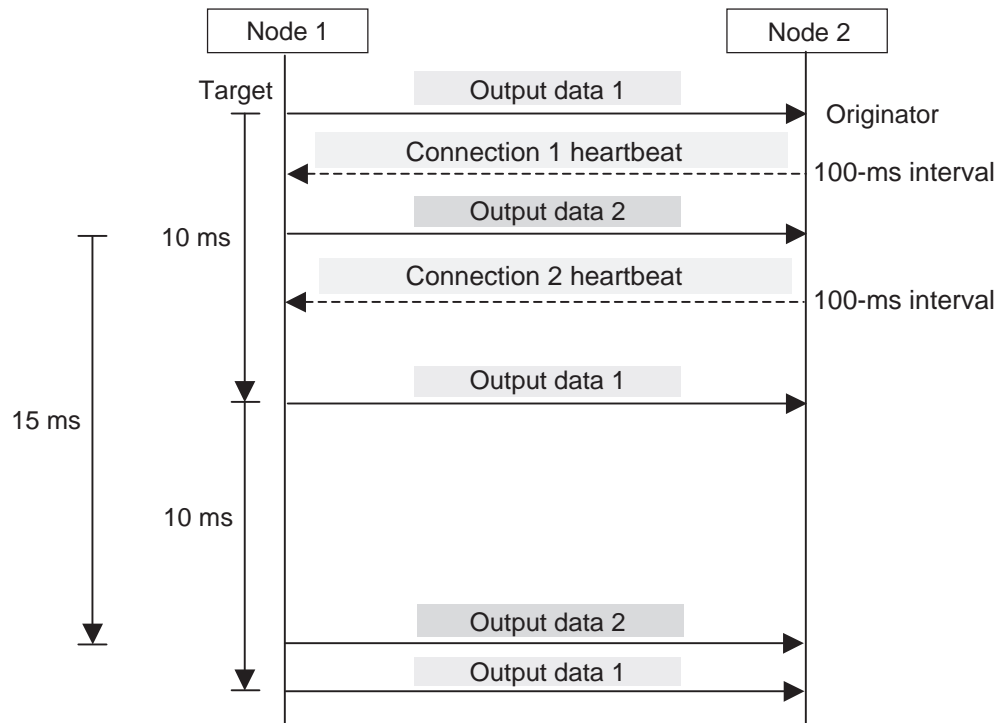 Node 1
Node 2
Target
Output data 1
Originator
Connection 1 heartbeat
100-ms interval
Output data 2
10 ms
Connection 2 heartbeat
100-ms interval
Output data 1
15 ms
10 ms
Output data 2
Output data 1